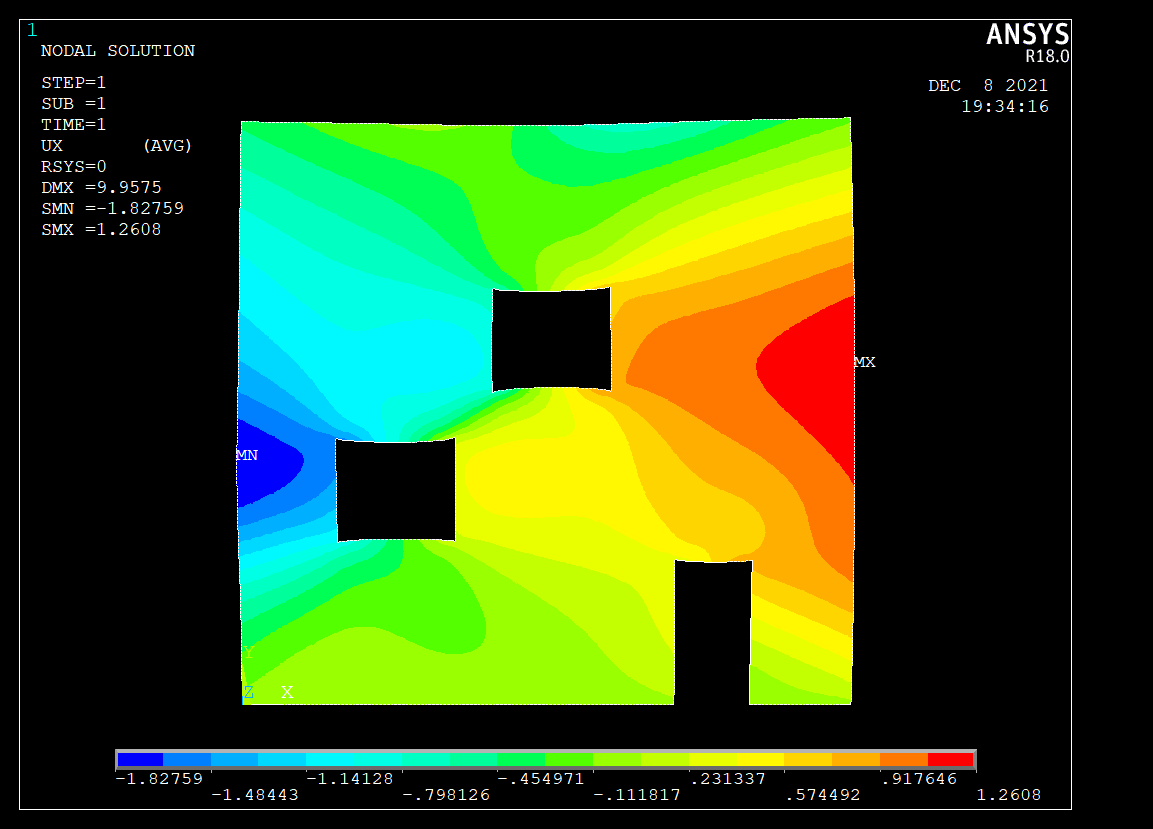 1
ANSYS
R18.0
NODAL SOLUTION
STEP=1
SUB =1
TIME=1
UX (AVG)
RSYS=0
DMX =9.9575
SMN =-1.82759
SMX =1.2608
DEC 8 2021
19:34:16
MX
MN
Y
Z X
-1.82759 -1.14128 -.454971 .231337 .917646
-1.48443 -.798126 -.111817 .574492 1.2608